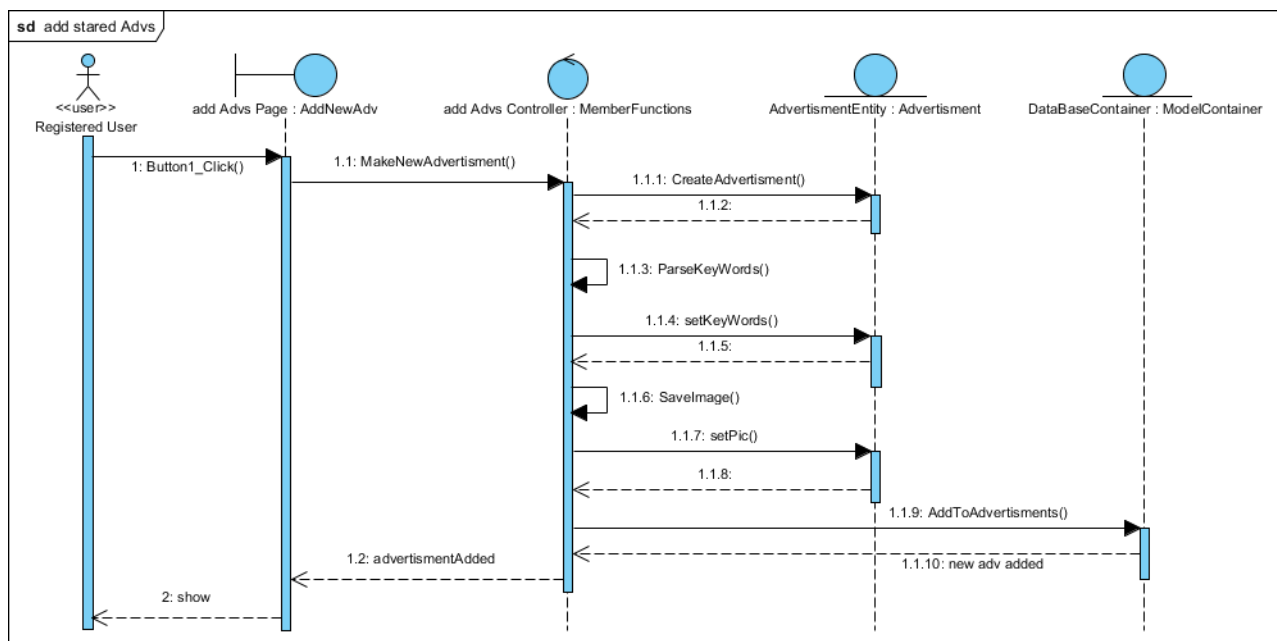 sd add stared Advs
<<user>>
Registered User
add Advs Page : AddNewAdv
add Advs Controller : MemberFunctions
AdvertismentEntity : Advertisment
DataBaseContainer : ModelContainer
1: Button1_Click()
1.1: MakeNewAdvertisment()
1.1.1: CreateAdvertisment()
1.1.2:
1.1.3: ParseKeyWords()
1.1.4: setKeyWords()
1.1.5:
1.1.6: SaveImage()
1.1.7: setPic()
1.1.8:
1.1.9: AddToAdvertisments()
1.1.10: new adv added
1.2: advertismentAdded
2: show